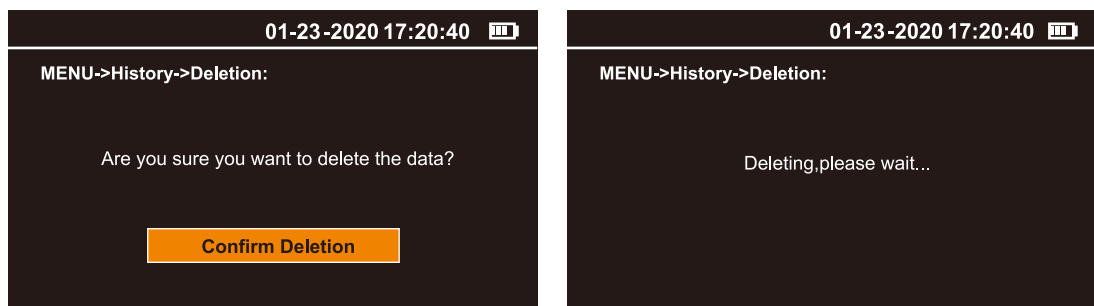 01-23-2020 17:20:40
MENU->History->Deletion:
Are you sure you want to delete the data?
Confirm Deletion
01-23-2020 17:20:40
MENU->History->Deletion:
Deleting,please wait...